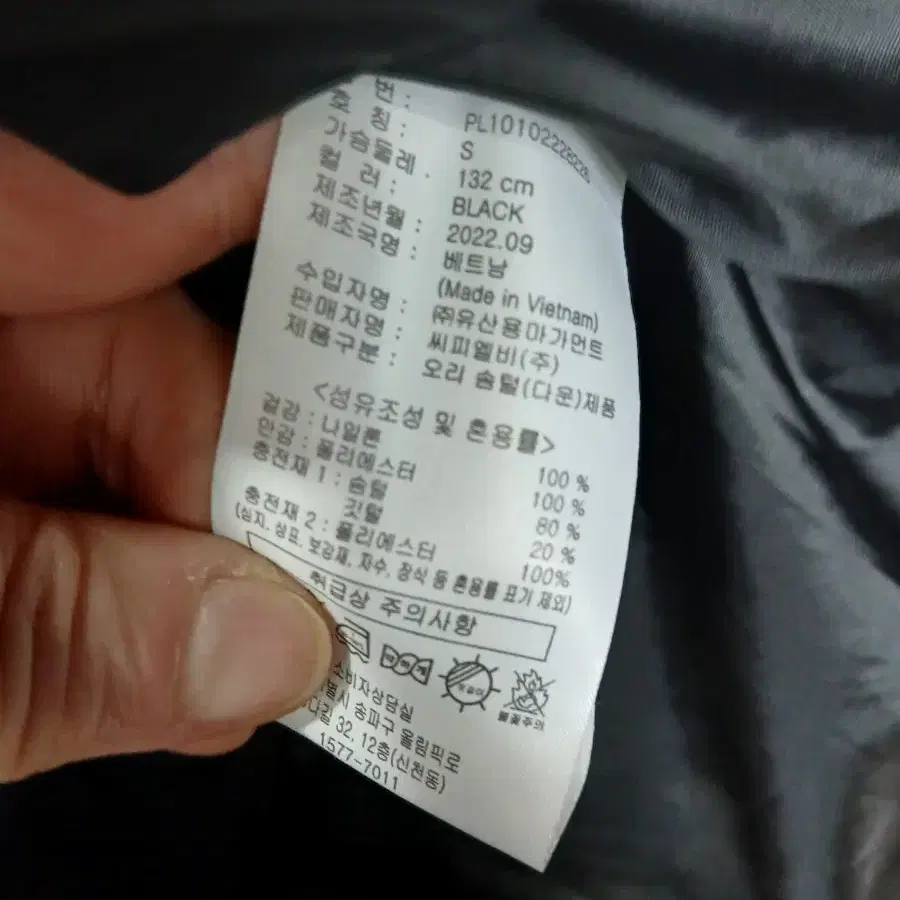 호 칭 : S
가슴둘레 : 132 cm
컬 러 : BLACK
제조년월 : 2022.09
제조국명 : 베트남
(Made in Vietnam)
수입자명 : ㈜유산용마가먼트
판매자명 : 씨피엘비(주)
제품구분 : 오리 솜털(다운)제품
<섬유조성 및 혼용률>
겉감 : 나일론 100 %
안감 : 폴리에스터 100 %
충전재 1 : 솜털 80 %
깃털 20 %
충전재 2 : 폴리에스터 100%
(심지, 상표, 보강재, 자수, 장식 등 혼용률 표기 제외)
취급상 주의사항
옷걸이
불꽃주의
소비자상담실
송파구 올림픽로
32, 12층(신천동)
1577-7011